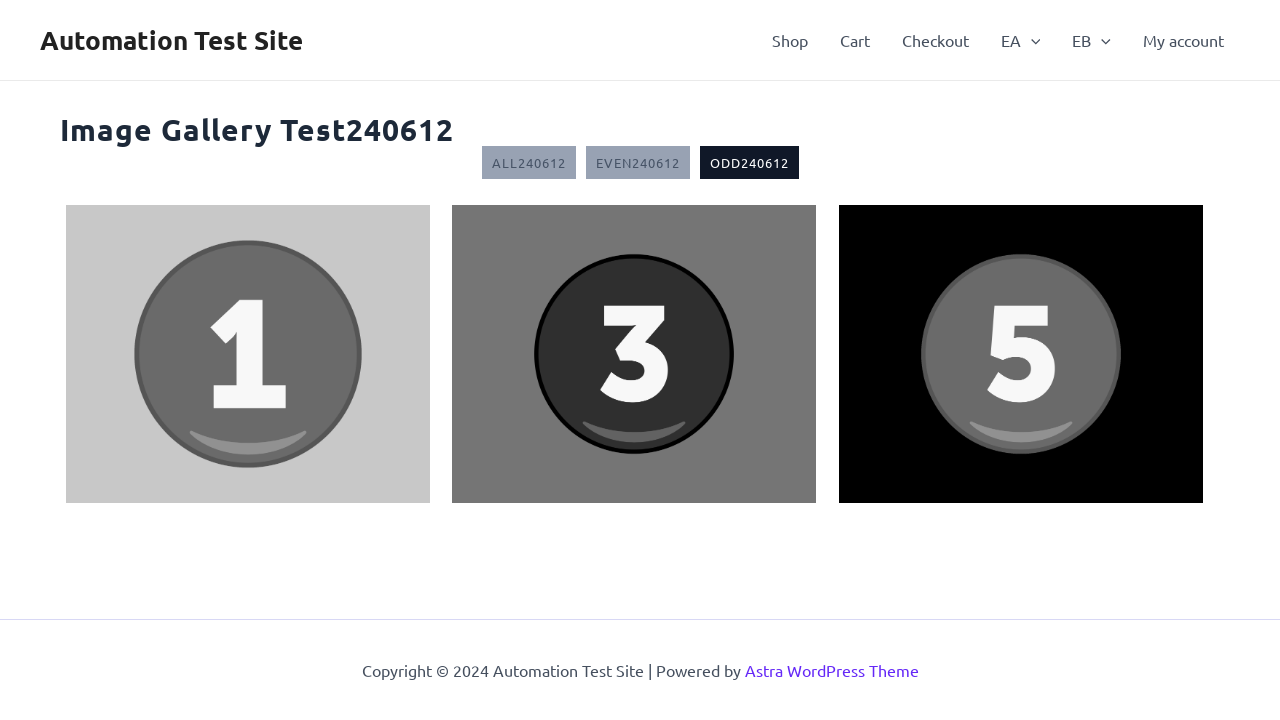 Automation Test Site
Shop Cart Checkout EA EB My account
Image Gallery Test240612
ALL240612 EVEN240612 ODD240612
1 3 5
Copyright © 2024 Automation Test Site | Powered by Astra WordPress Theme